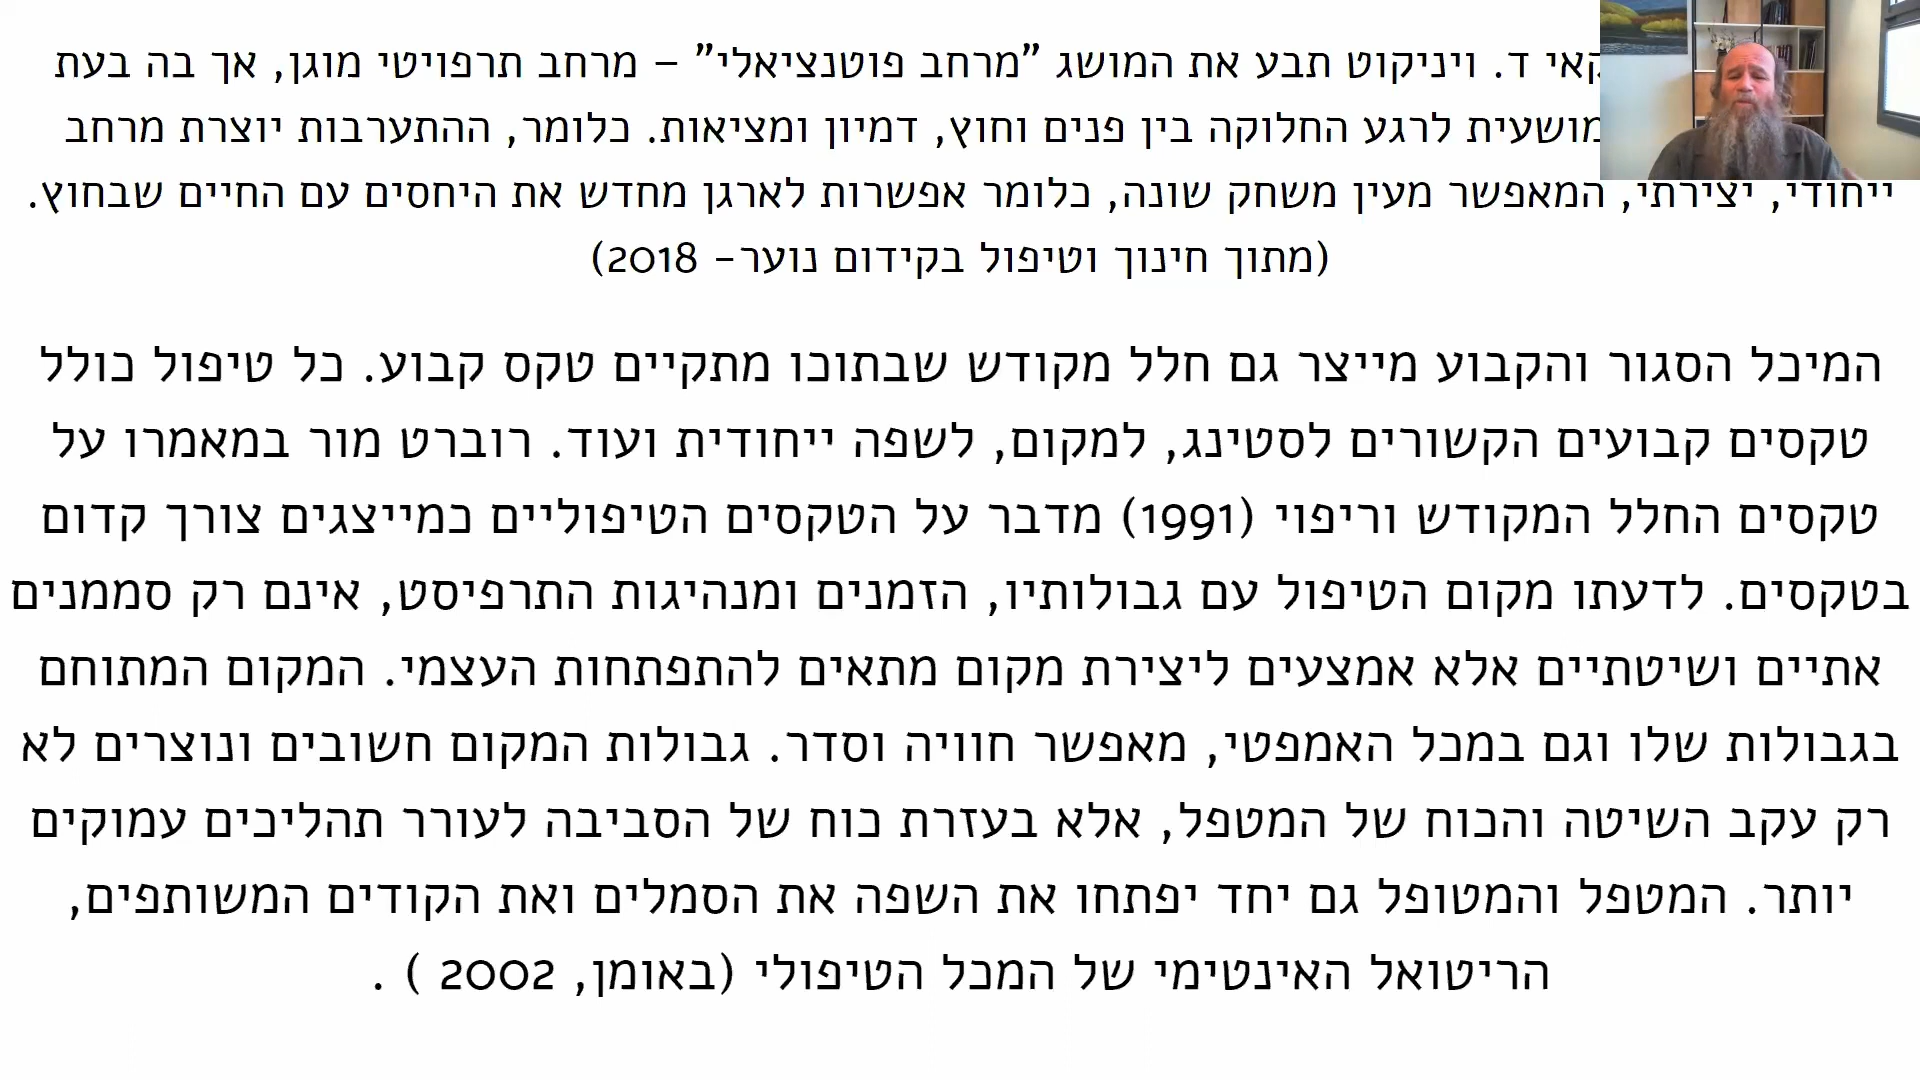 ד. ויניקוט תבע את המושג "מרחב פוטנציאלי" – מרחב תרפויטי מוגן, אך בה בעת
מושעית לרגע החלוקה בין פנים וחוץ, דמיון ומציאות. כלומר, ההתערבות יוצרת מרחב
ייחודי, יצירתי, המאפשר מעין משחק שונה, כלומר אפשרות לארגן מחדש את היחסים עם החיים שבחוץ.
(מתוך חינוך וטיפול בקידום נוער- 2018)
המיכל הסגור והקבוע מייצר גם חלל מקודש שבתוכו מתקיים טקס קבוע. כל טיפול כולל
טקסים קבועים הקשורים לסטינג, למקום, לשפה ייחודית ועוד. רוברט מור במאמרו על
טקסים החלל המקודש וריפוי (1991) מדבר על הטקסים הטיפוליים כמייצגים צורך קדום
בטקסים. לדעתו מקום הטיפול עם גבולותיו, הזמנים ומנהיגות התרפיסט, אינם רק סממנים
אתיים ושיטתיים אלא אמצעים ליצירת מקום מתאים להתפתחות העצמי. המקום המתוחם
בגבולות שלו וגם במכל האמפטי, מאפשר חוויה וסדר. גבולות המקום חשובים ונוצרים לא
רק עקב השיטה והכוח של המטפל, אלא בעזרת כוח של הסביבה לעורר תהליכים עמוקים
יותר. המטפל והמטופל גם יחד יפתחו את השפה את הסמלים ואת הקודים המשותפים,
הריטואל האינטימי של המכל הטיפולי (באומן, 2002 ) .